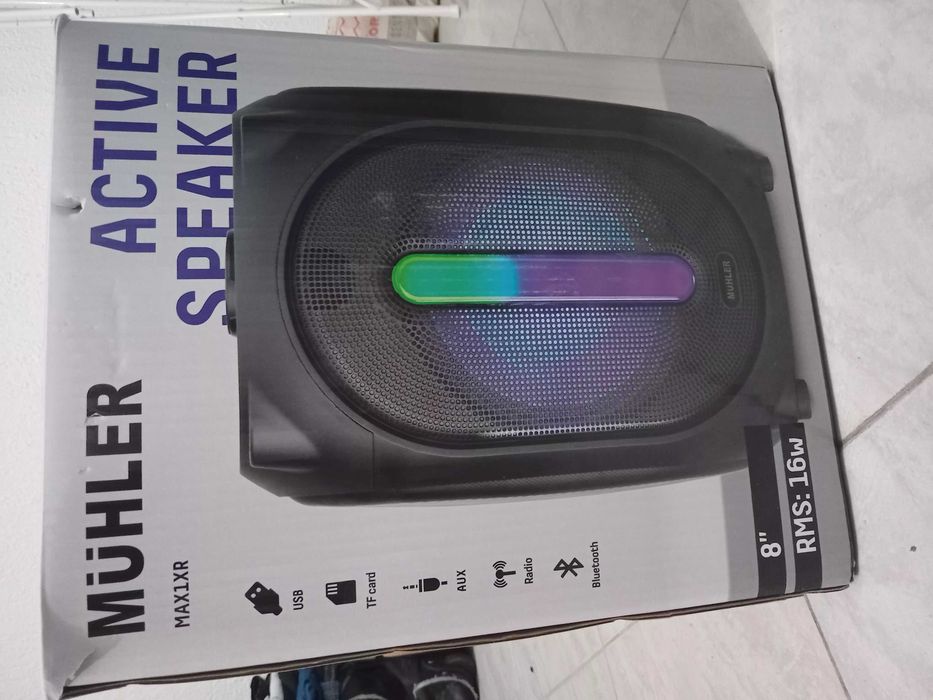 MÜHLER
MAX1XR
ACTIVE
SPEAKER
USB
TF card
AUX
Radio
Bluetooth
MÜHLER
8"
RMS: 16w